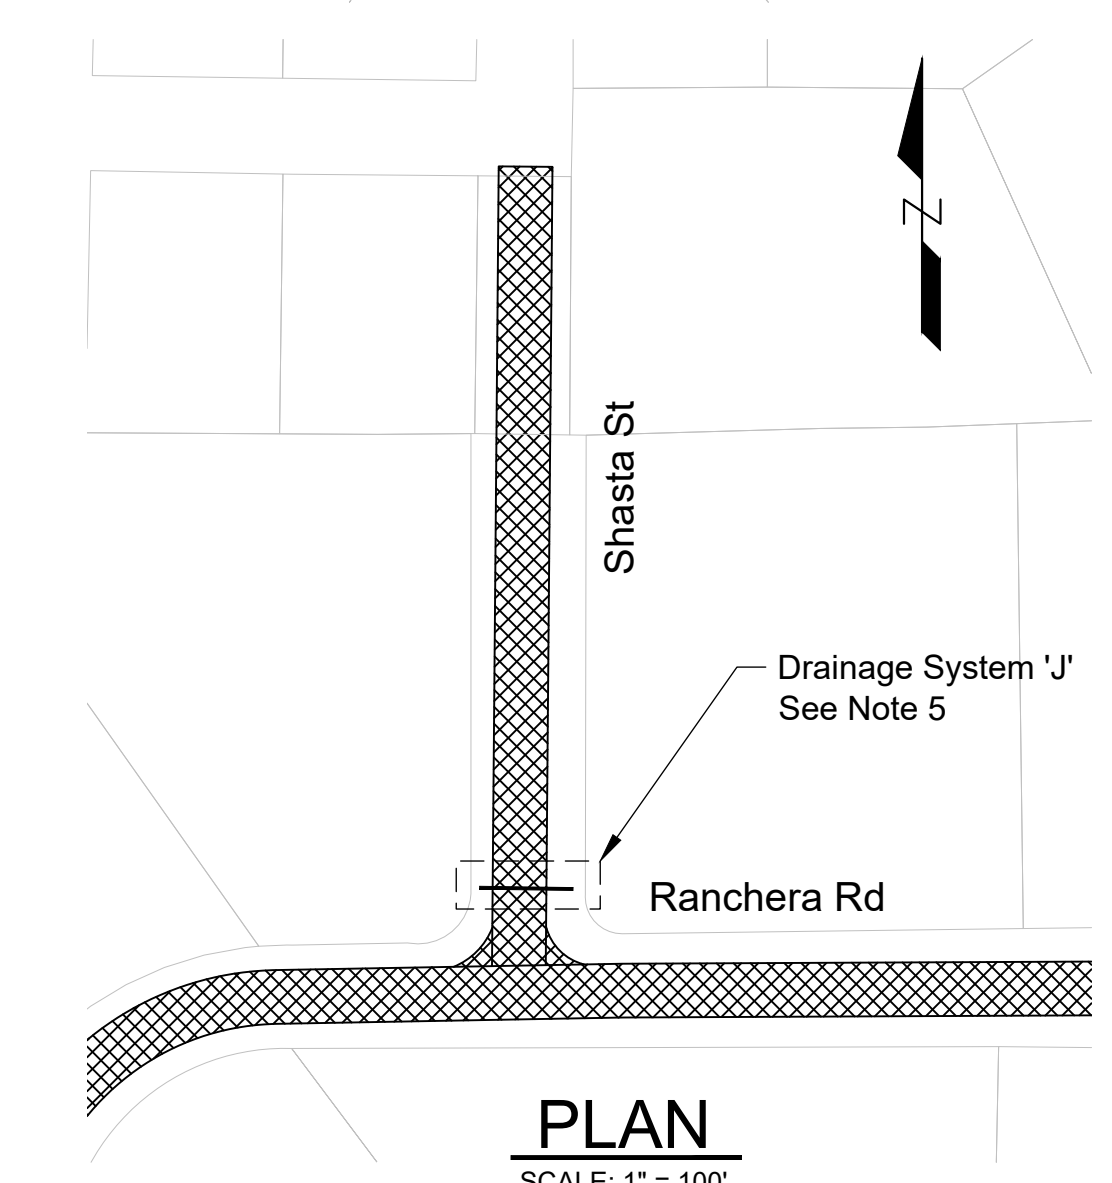 N
Shasta St
Drainage System 'J'
See Note 5
Ranchera Rd
PLAN
SCALE: 1" = 100'